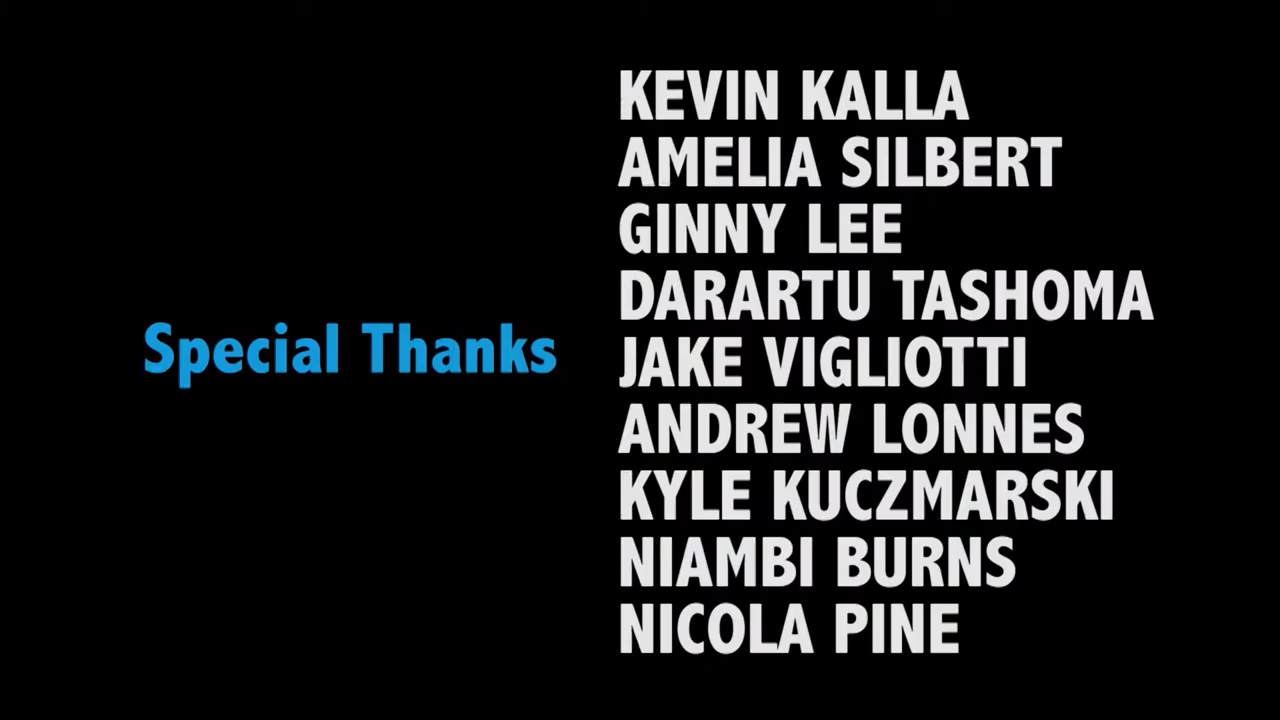 Special Thanks
KEVIN KALLA
AMELIA SILBERT
GINNY LEE
DARARTU TASHOMA
JAKE VIGLIOTTI
ANDREW LONNES
KYLE KUCZMARSKI
NIAMBI BURNS
NICOLA PINE